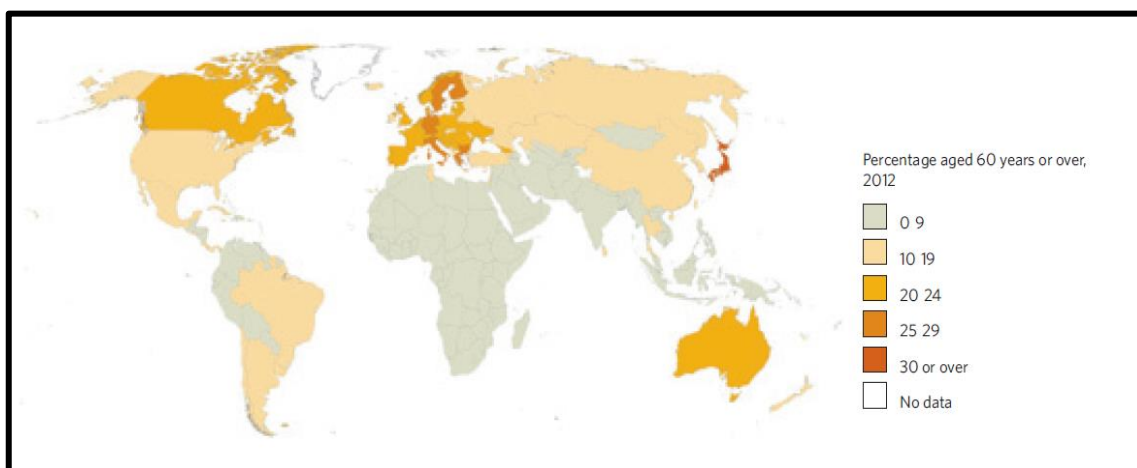 Percentage aged 60 years or over,
2012
0 9
10 19
20 24
25 29
30 or over
No data